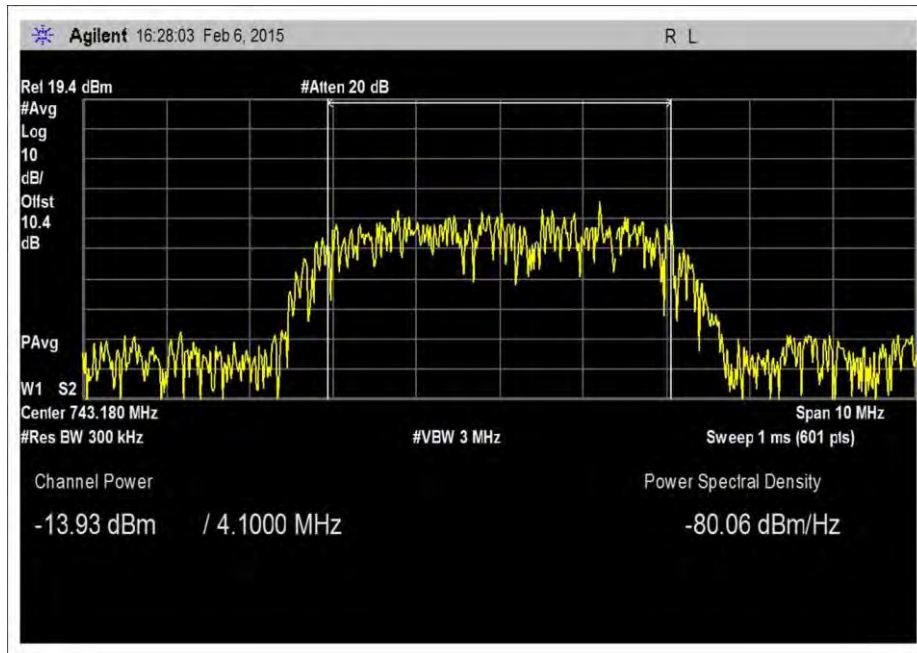 Agilent 16:28:03 Feb 6, 2015 R L
Ref 19.4 dBm #Atten 20 dB
#Avg
Log
10
dB/
Offst
10.4
dB
PAvg
W1 S2
Center 743.180 MHz Span 10 MHz
#Res BW 300 kHz #VBW 3 MHz Sweep 1 ms (601 pts)
Channel Power Power Spectral Density
-13.93 dBm / 4.1000 MHz -80.06 dBm/Hz